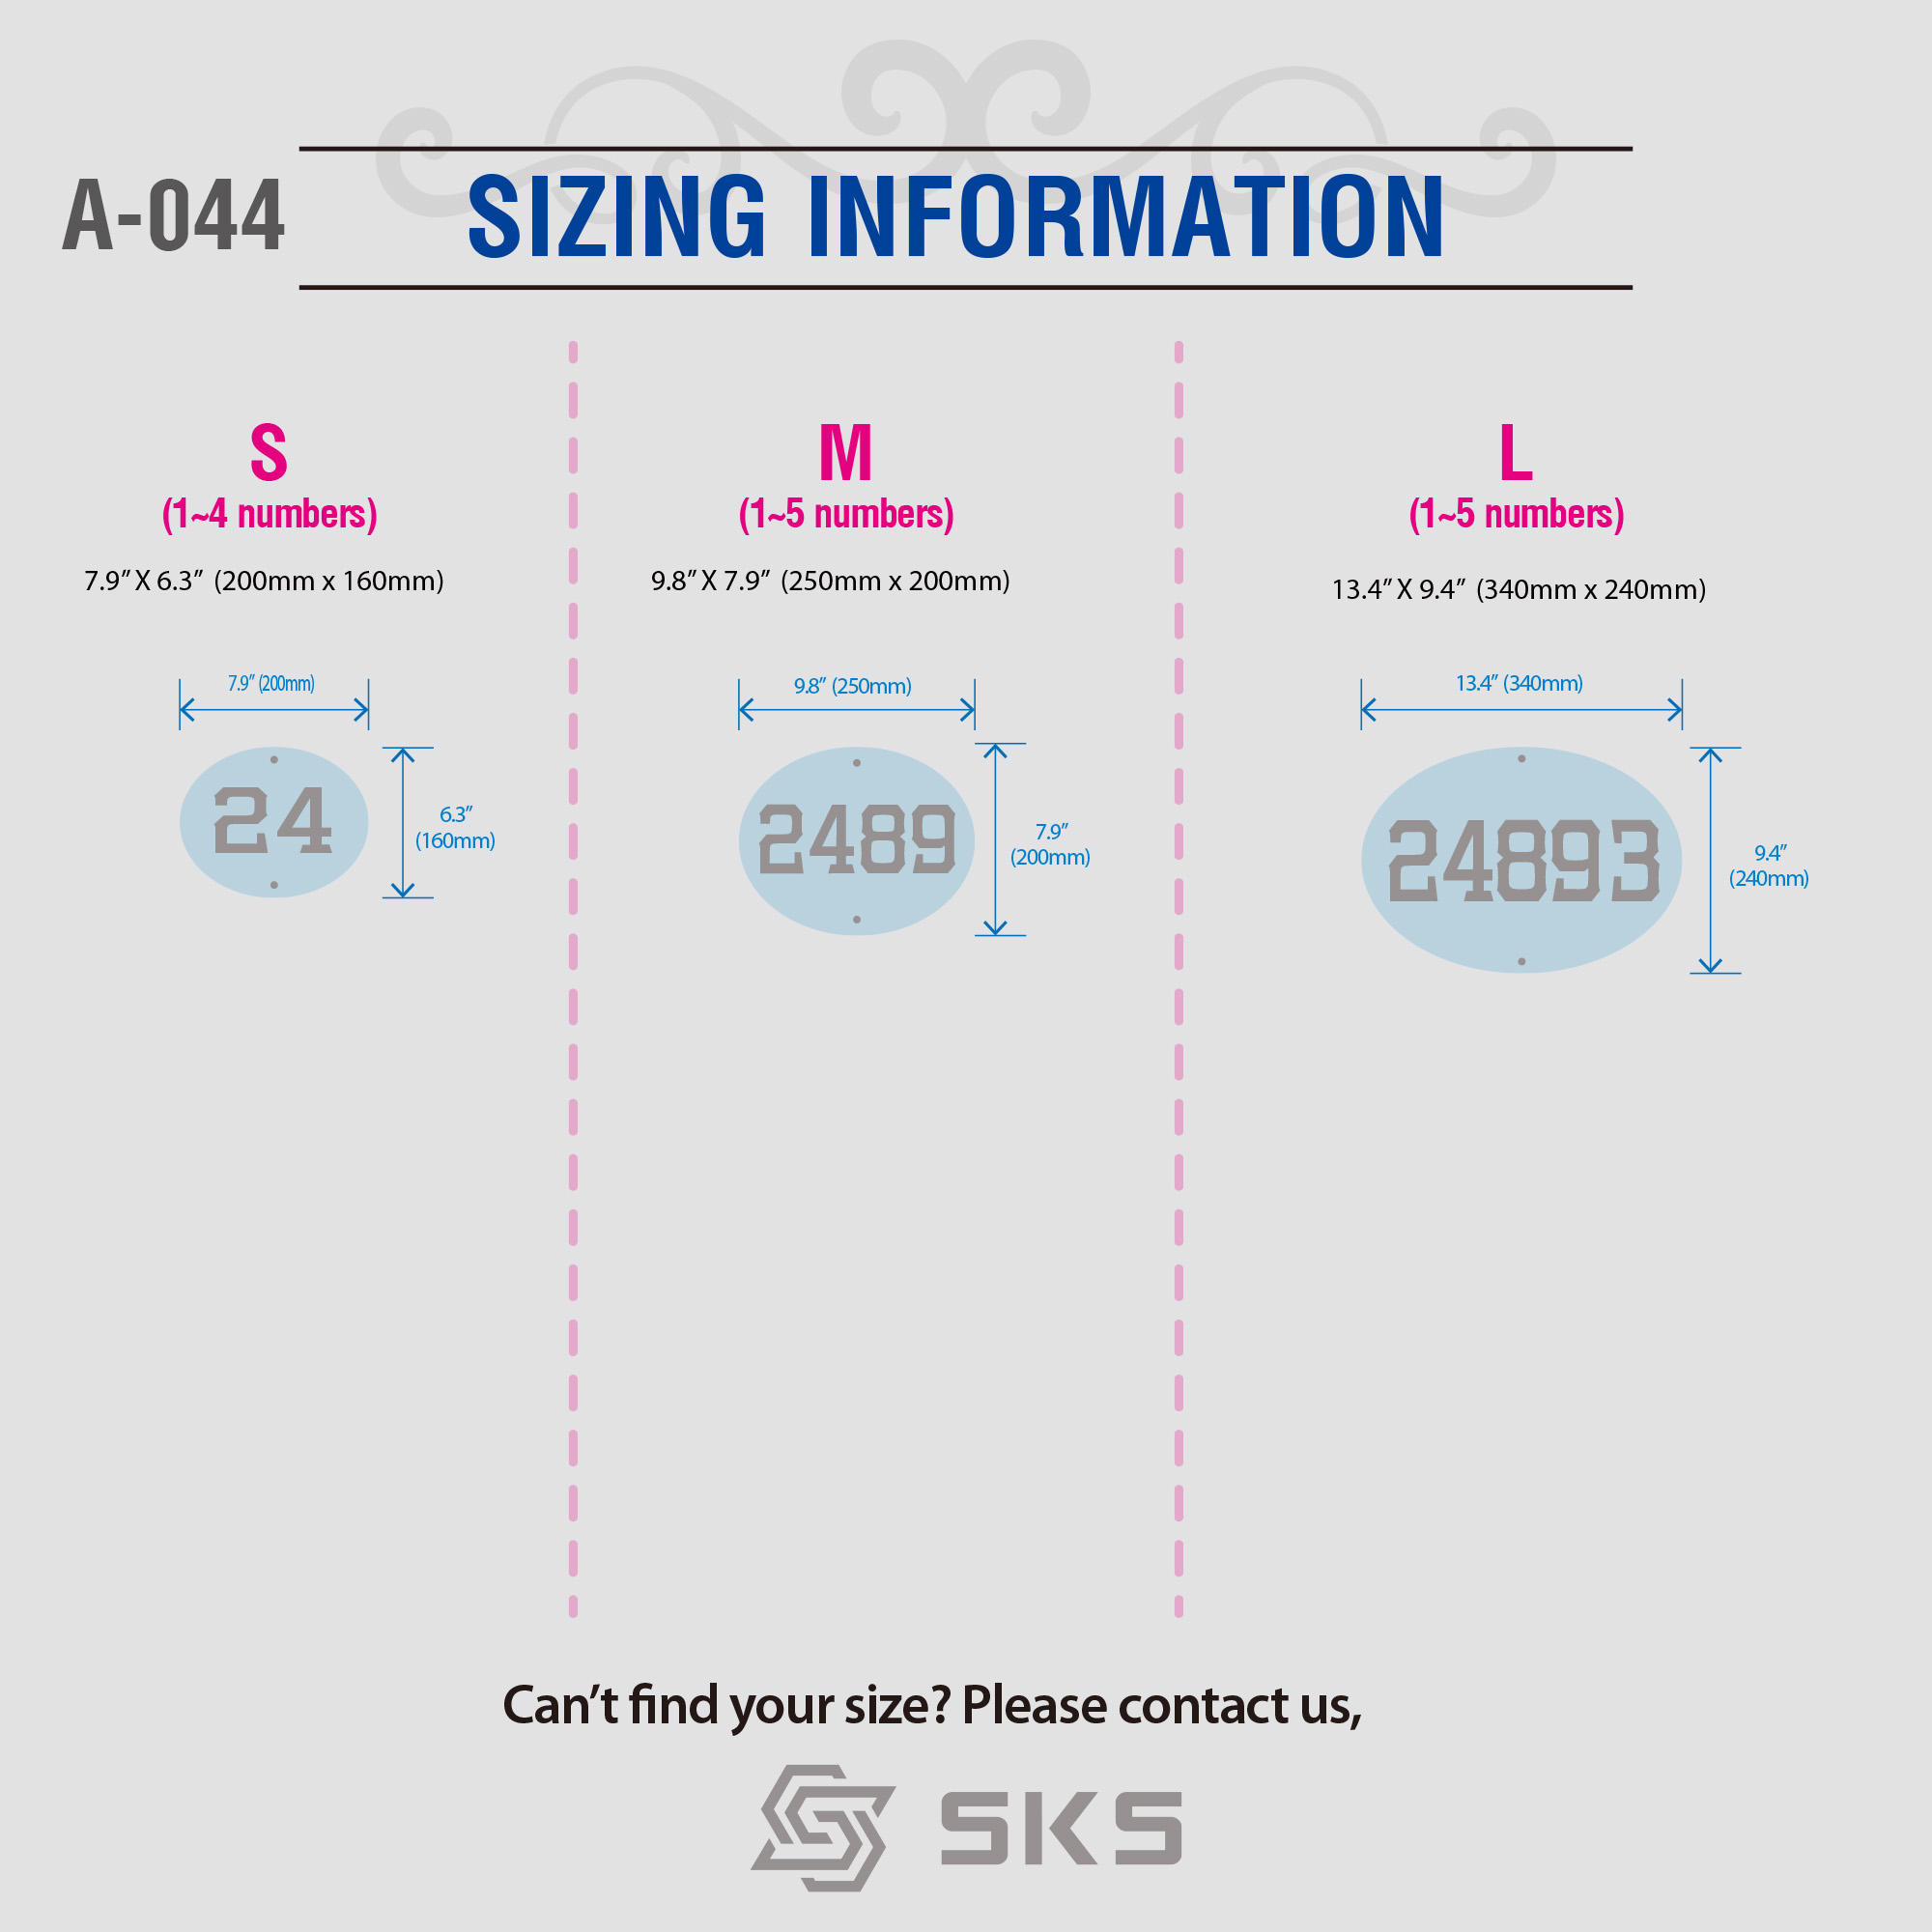 A-044
SIZING INFORMATION
S
(1~4 numbers)
7.9” X 6.3” (200mm x 160mm)
7.9” (200mm)
24
6.3”
(160mm)
M
(1~5 numbers)
9.8” X 7.9” (250mm x 200mm)
9.8” (250mm)
2489
7.9”
(200mm)
L
(1~5 numbers)
13.4” X 9.4” (340mm x 240mm)
13.4” (340mm)
24893
9.4”
(240mm)
Can’t find your size? Please contact us,
SKS